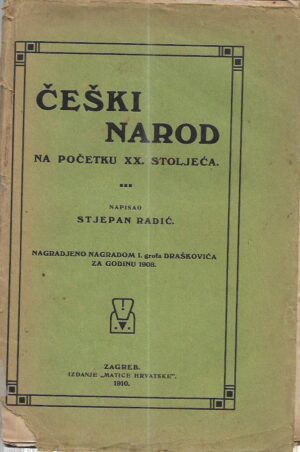 ČEŠKI
NAROD
NA POČETKU XX. STOLJEĆA.
NAPISAO
STJEPAN RADIĆ.
NAGRADJENO NAGRADOM I. grofa DRAŠKOVIĆA
ZA GODINU 1908.
ZAGREB.
IZDANJE „MATICE HRVATSKE”.
1910.